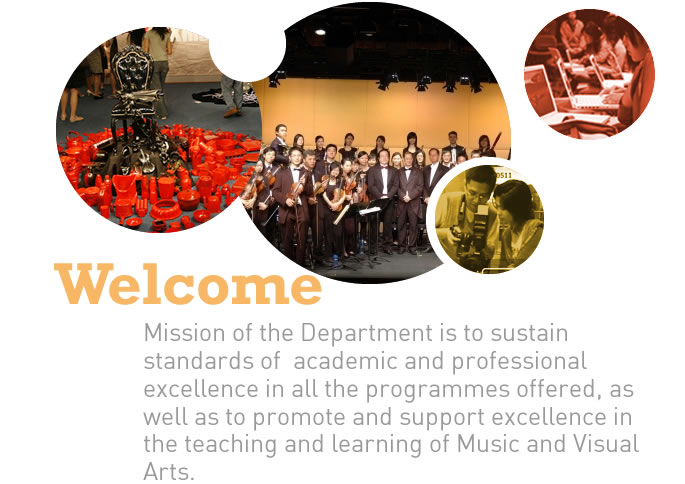 0511
Welcome
Mission of the Department is to sustain
standards of  academic and professional
excellence in all the programmes offered, as
well as to promote and support excellence in
the teaching and learning of Music and Visual
Arts.